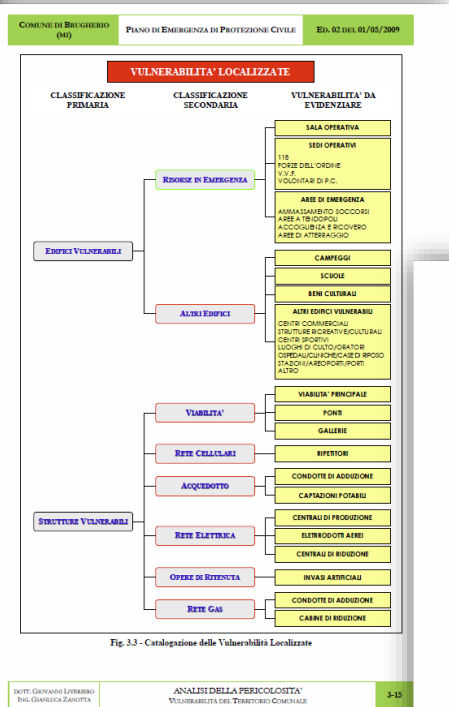 COMUNE DI BRUGHERIO
(MI)
PIANO DI EMERGENZA DI PROTEZIONE CIVILE
ED. 02 DEL 01/05/2009
VULNERABILITA' LOCALIZZATE
CLASSIFICAZIONE
PRIMARIA
CLASSIFICAZIONE
SECONDARIA
VULNERABILITA' DA
EVIDENZIARE
EDIFICI VULNERABILI
RISORSE IN EMERGENZA
SALA OPERATIVA
SEDI OPERATIVI
118
FORZE DELL'ORDINE
V.V.F.
VOLONTARI DI P.C.
AREE DI EMERGENZA
AMMASSAMENTO SOCCORSI
AREE A TENDOPOLI
ACCOGLIENZA E RICOVERO
AREE DI ATTERRAGGIO
ALTRI EDIFICI
CAMPEGGI
SCUOLE
BENI CULTURALI
ALTRI EDIFICI VULNERABILI
CENTRI COMMERCIALI
STRUTTURE RICREATIVE/CULTURALI
CENTRI SPORTIVI
LUOGHI DI CULTO/ORATORI
OSPEDALI/CLINICHE/CASE DI RIPOSO
STAZIONI/AREOPORTI/PORTI
ALTRO
STRUTTURE VULNERABILI
VIABILITA'
VIABILITA' PRINCIPALE
PONTI
GALLERIE
RETE CELLULARI
RIPETITORI
ACQUEDOTTO
CONDOTTE DI ADDUZIONE
CAPTAZIONI POTABILI
RETE ELETTRICA
CENTRALI DI PRODUZIONE
ELETTRODOTTI AEREI
CENTRALI DI RIDUZIONE
OPERE DI RITENUTA
INVASI ARTIFICIALI
RETE GAS
CONDOTTE DI ADDUZIONE
CABINE DI RIDUZIONE
Fig. 3.3 - Catalogazione delle Vulnerabilità Localizzate
DOTT. GIOVANNI LIVERIERO
ING. GIANLUCA ZANOTTA
ANALISI DELLA PERICOLOSITA'
VULNERABILITÀ DEL TERRITORIO COMUNALE
3-15